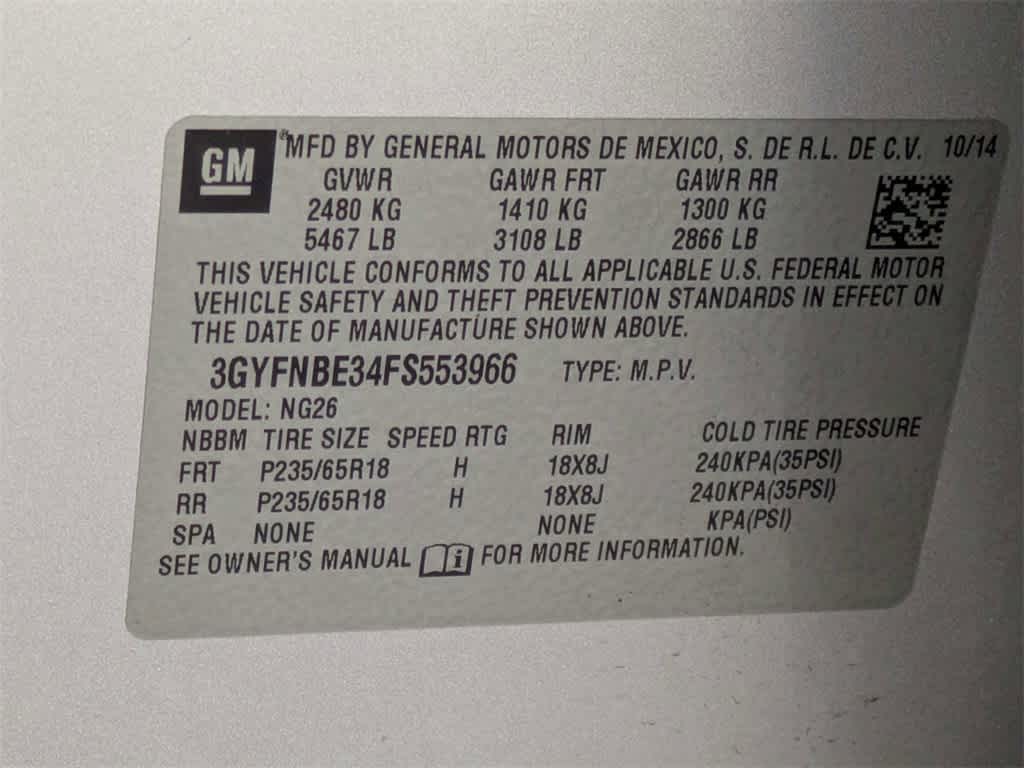 GM
® MFD BY GENERAL MOTORS DE MEXICO, S. DE R.L. DE C.V. 10/14
GVWR GAWR FRT GAWR RR
2480 KG 1410 KG 1300 KG
5467 LB 3108 LB 2866 LB
THIS VEHICLE CONFORMS TO ALL APPLICABLE U.S. FEDERAL MOTOR
VEHICLE SAFETY AND THEFT PREVENTION STANDARDS IN EFFECT ON
THE DATE OF MANUFACTURE SHOWN ABOVE.
3GYFNBE34FS553966 TYPE: M.P.V.
MODEL: NG26
NBBM TIRE SIZE SPEED RTG RIM COLD TIRE PRESSURE
FRT P235/65R18 H 18X8J 240KPA(35PSI)
RR P235/65R18 H 18X8J 240KPA(35PSI)
SPA NONE NONE KPA(PSI)
SEE OWNER'S MANUAL i FOR MORE INFORMATION.